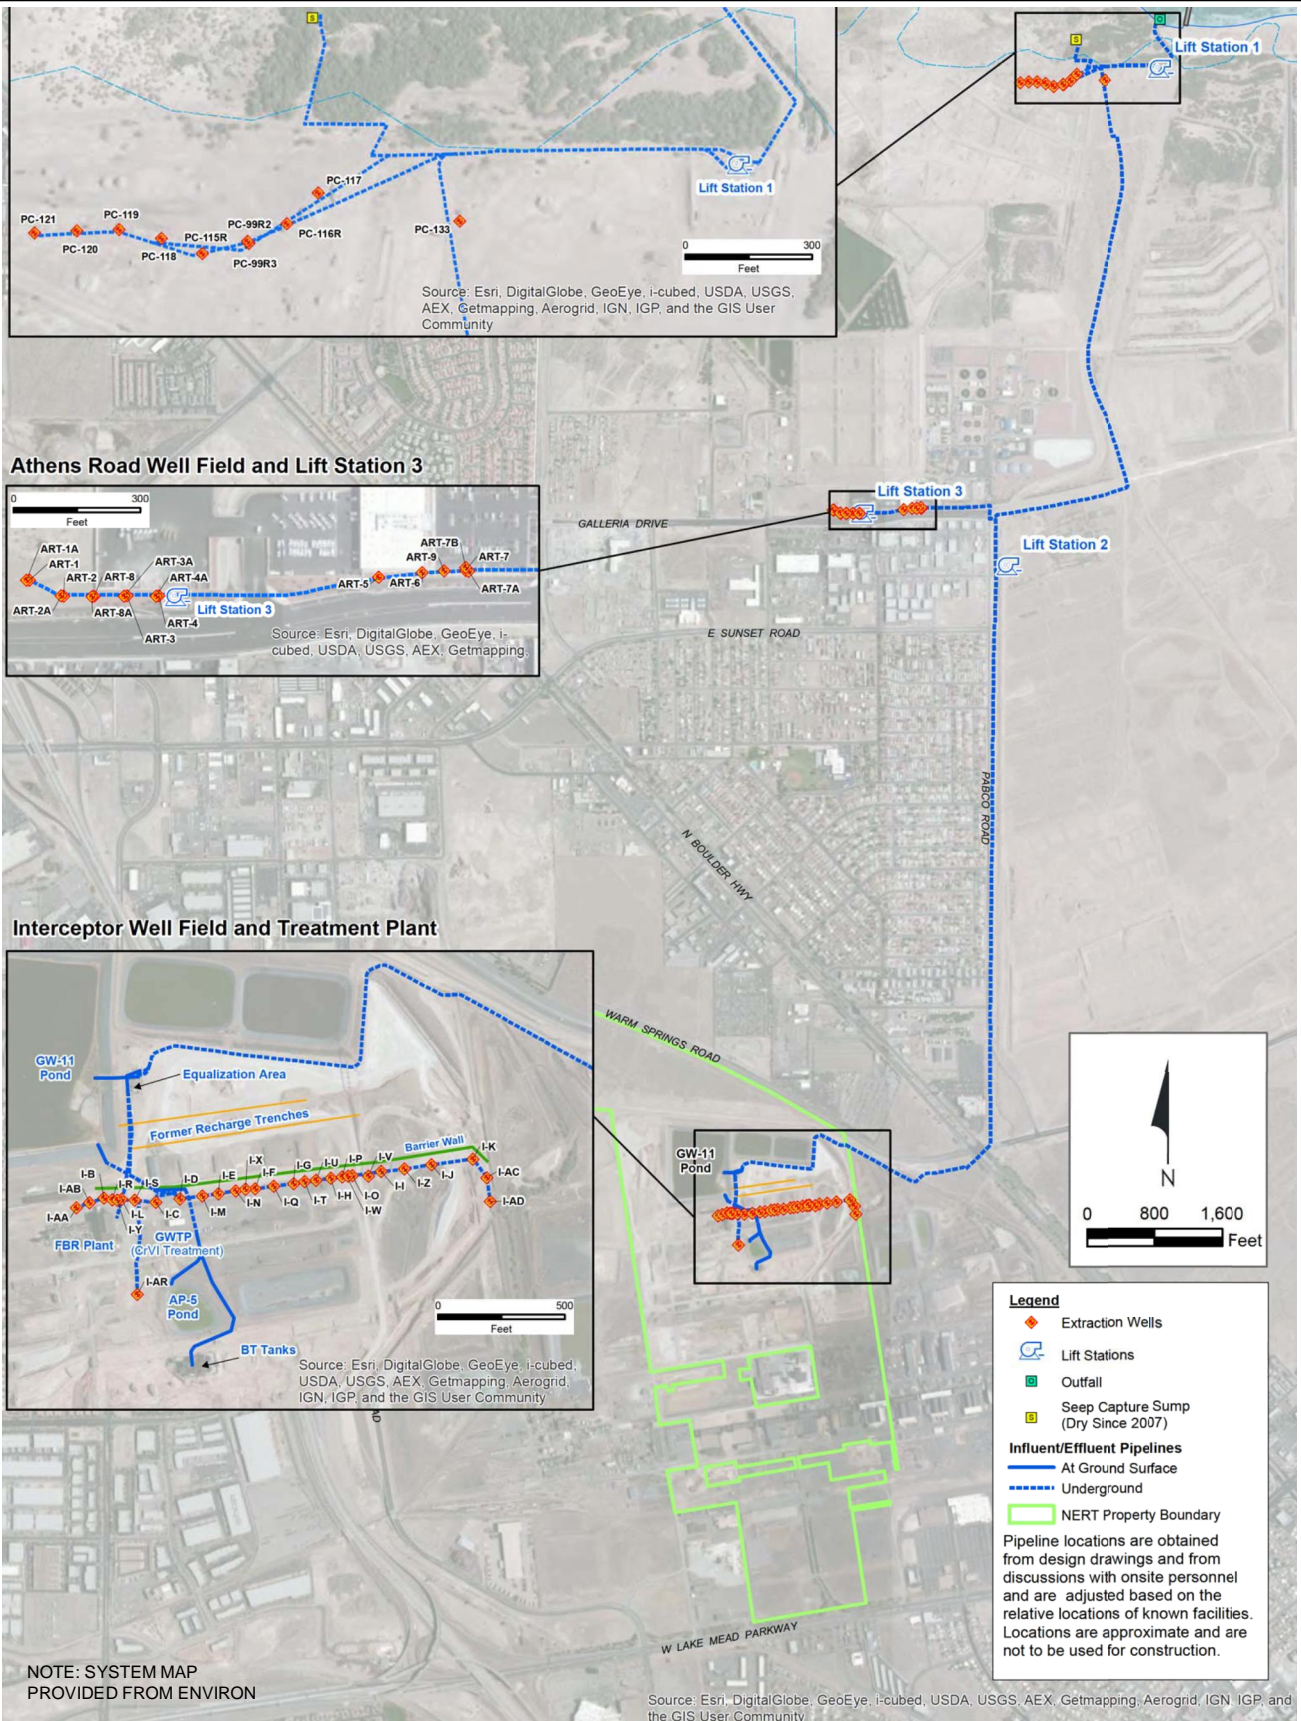 S
O
Lift Station 1
S
PC-117
Lift Station 1
PC-121
PC-119
PC-99R2
PC-120
PC-115R
PC-116R
PC-133
PC-118
PC-99R3
0 300
Feet
Source: Esri, DigitalGlobe, GeoEye, i-cubed, USDA, USGS,
AEX, Getmapping, Aerogrid, IGN, IGP, and the GIS User
Community
Athens Road Well Field and Lift Station 3
0 300
Feet
ART-1A
ART-1
ART-2
ART-8
ART-3A
ART-4A
ART-7B
ART-9
ART-7
ART-5
ART-6
ART-7A
ART-2A
ART-8A
ART-4
ART-3
Lift Station 3
Source: Esri, DigitalGlobe, GeoEye, i-
cubed, USDA, USGS, AEX, Getmapping,
Lift Station 3
GALLERIA DRIVE
Lift Station 2
E SUNSET ROAD
PABCO ROAD
N BOULDER HWY
Interceptor Well Field and Treatment Plant
WARM SPRINGS ROAD
GW-11
Pond
Equalization Area
Former Recharge Trenches
Barrier Wall
I-K
I-V
I-P
I-U
I-G
I-X
I-F
I-E
I-D
I-S
I-R
I-B
I-AB
I-AC
I-J
I-Z
I-I
I-O
I-H
I-W
I-T
I-Q
I-N
I-M
I-C
I-L
I-Y
I-AA
I-AD
FBR Plant
GWTP
(CrVI Treatment)
I-AR
AP-5
Pond
BT Tanks
0 500
Feet
Source: Esri, DigitalGlobe, GeoEye, i-cubed,
USDA, USGS, AEX, Getmapping, Aerogrid,
IGN, IGP, and the GIS User Community
AD
GW-11
Pond
N
0 800 1,600
Feet
Legend
Extraction Wells
Lift Stations
O
Outfall
S
Seep Capture Sump
(Dry Since 2007)
Influent/Effluent Pipelines
At Ground Surface
Underground
NERT Property Boundary
Pipeline locations are obtained
from design drawings and from
discussions with onsite personnel
and are adjusted based on the
relative locations of known facilities.
Locations are approximate and are
not to be used for construction.
W LAKE MEAD PARKWAY
NOTE: SYSTEM MAP
PROVIDED FROM ENVIRON
Source: Esri, DigitalGlobe, GeoEye, i-cubed, USDA, USGS, AEX, Getmapping, Aerogrid, IGN IGP, and
the GIS User Community